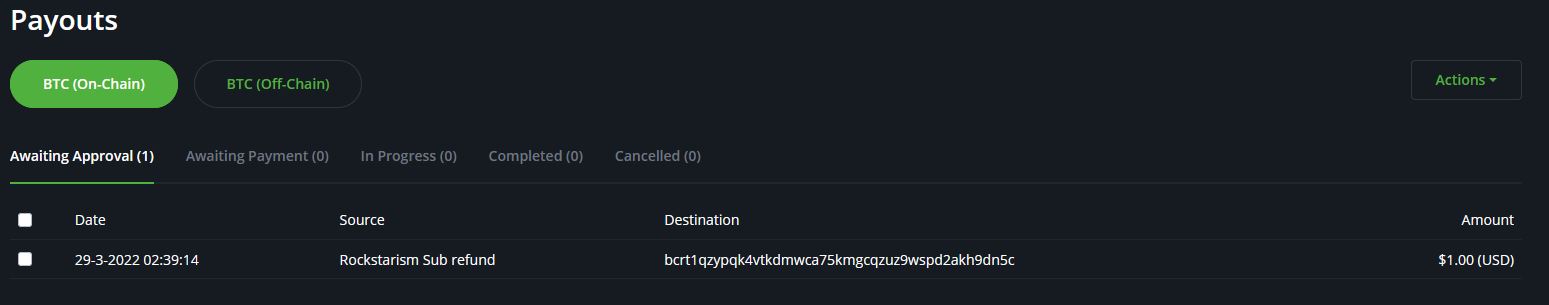 Payouts
BTC (On-Chain) BTC (Off-Chain) Actions
Awaiting Approval (1) Awaiting Payment (0) In Progress (0) Completed (0) Cancelled (0)
Date Source Destination Amount
29-3-2022 02:39:14 Rockstarism Sub refund bcrt1qzypqk4vtkdmwca75kmgcqzuz9wspd2akh9dn5c $1.00 (USD)